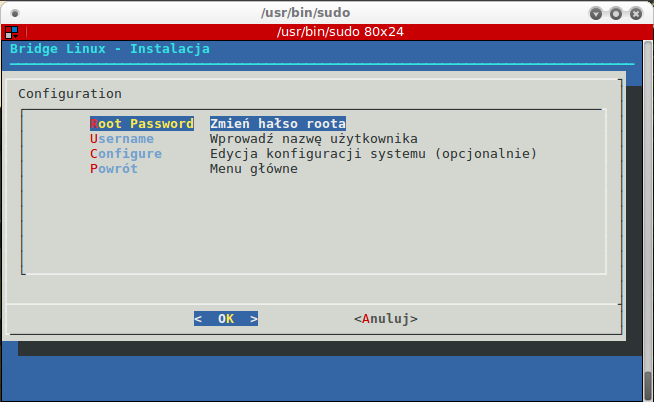 /usr/bin/sudo
/usr/bin/sudo 80x24
Bridge Linux - Instalacja
Configuration
Root Password Zmień hałso roota
Username Wprowadź nazwę użytkownika
Configure Edycja konfiguracji systemu (opcjonalnie)
Powrót Menu główne
< OK > <Anuluj>